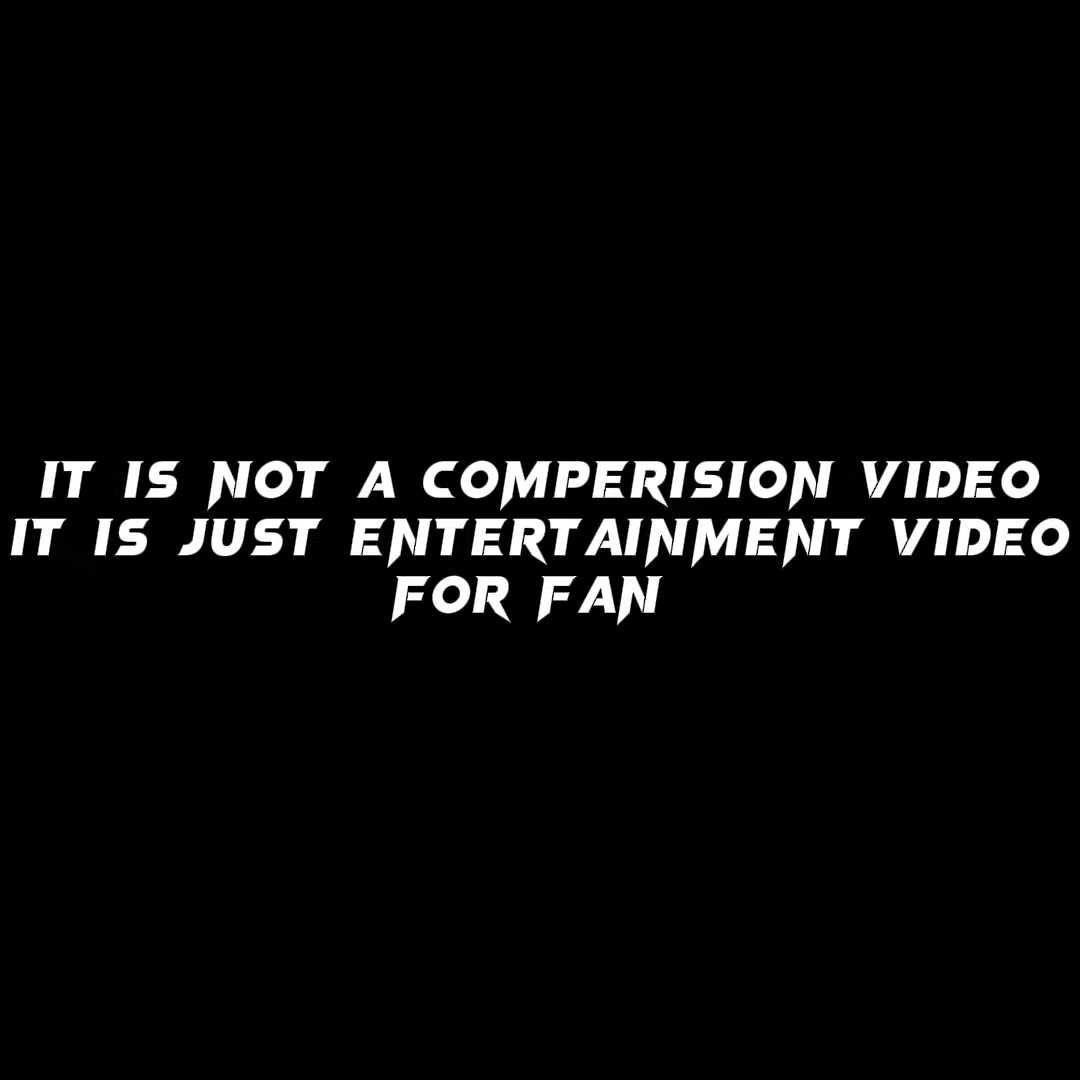 IT IS NOT A COMPERISION VIDEO
IT IS JUST ENTERTAINMENT VIDEO
FOR FAN